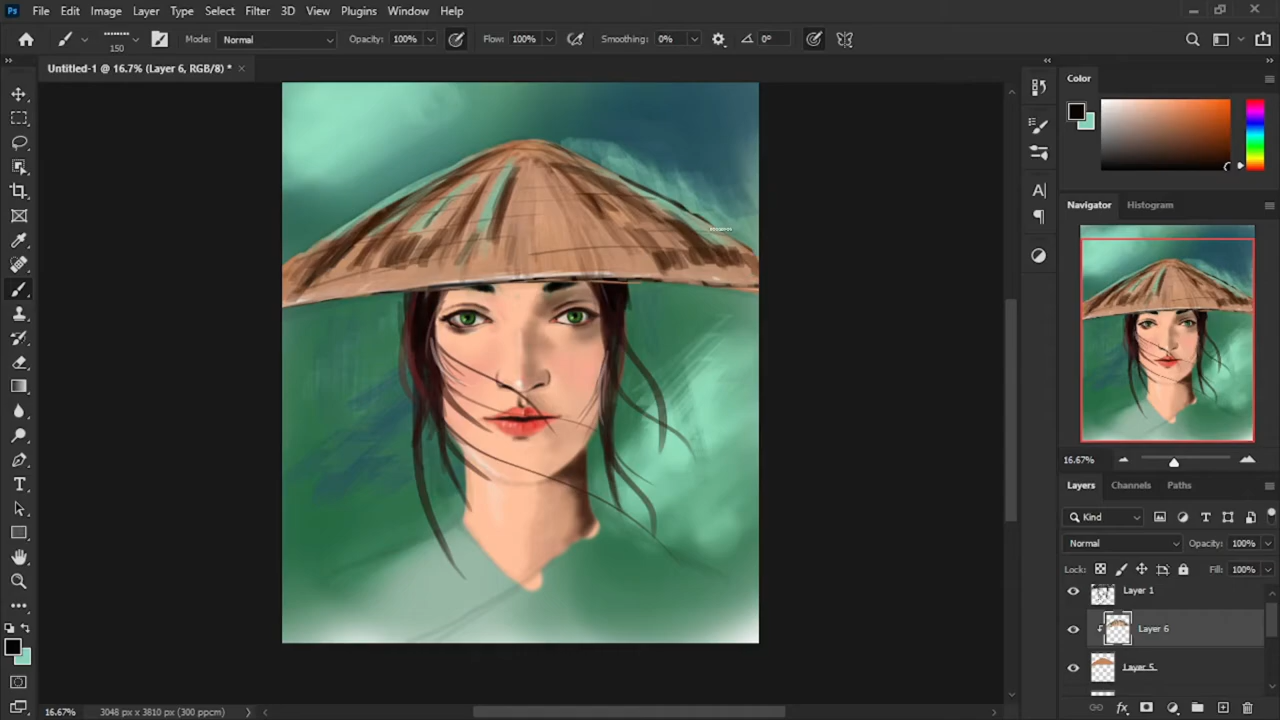 Ps File Edit Image Layer Type Select Filter 3D View Plugins Window Help
150 Mode: Normal Opacity: 100% Flow: 100% Smoothing: 0% 0°
Untitled-1 @ 16.7% (Layer 6, RGB/8) *
Color
Navigator Histogram
16.67%
Layers Channels Paths
Kind
Normal Opacity: 100%
Lock: Fill: 100%
Layer 1
Layer 6
Layer 5
16.67% 3048 px x 3810 px (300 ppcm)